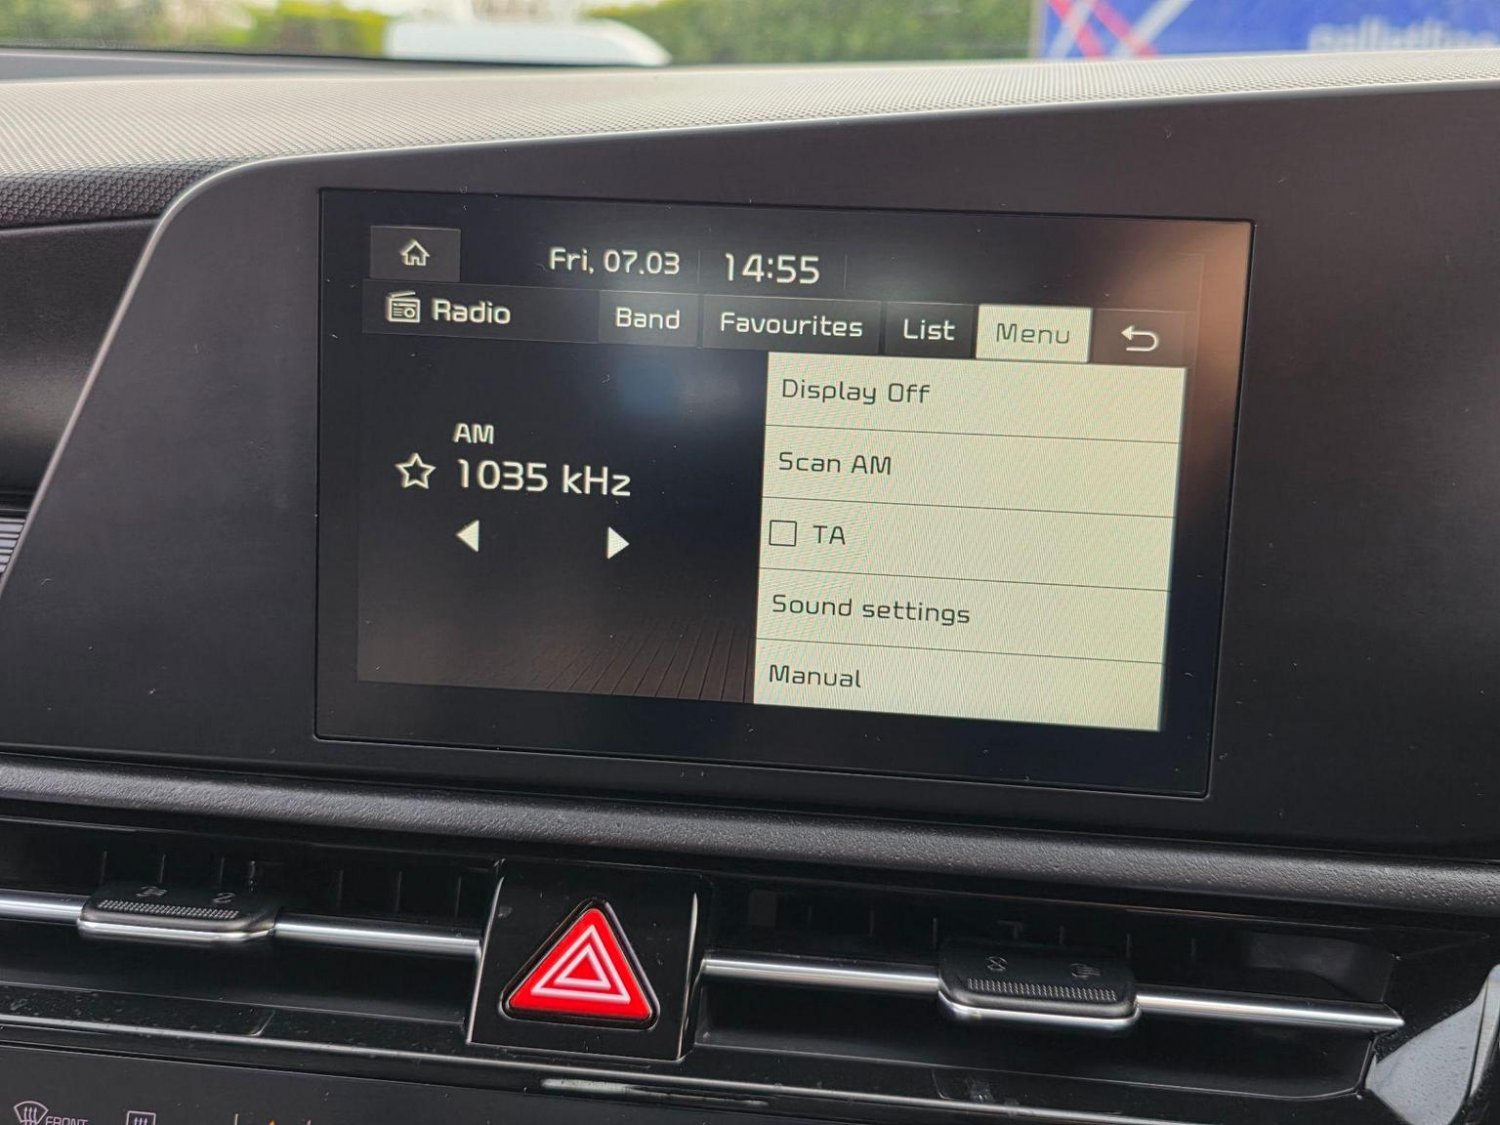 Fri, 07.03 14:55
Radio Band Favourites List Menu
Display Off
AM
Scan AM
1035 kHz
TA
Sound settings
Manual
FRONT